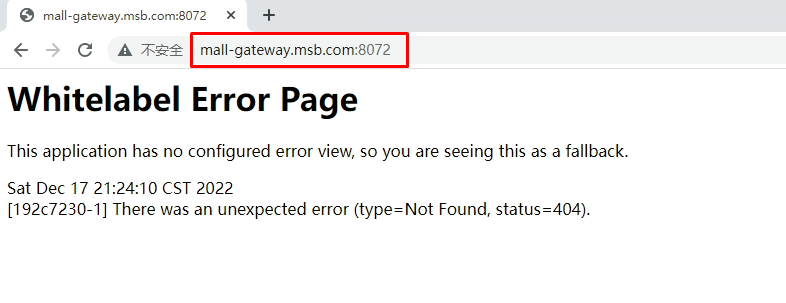 mall-gateway.msb.com:8072
不安全 mall-gateway.msb.com:8072
Whitelabel Error Page
This application has no configured error view, so you are seeing this as a fallback.
Sat Dec 17 21:24:10 CST 2022
[192c7230-1] There was an unexpected error (type=Not Found, status=404).